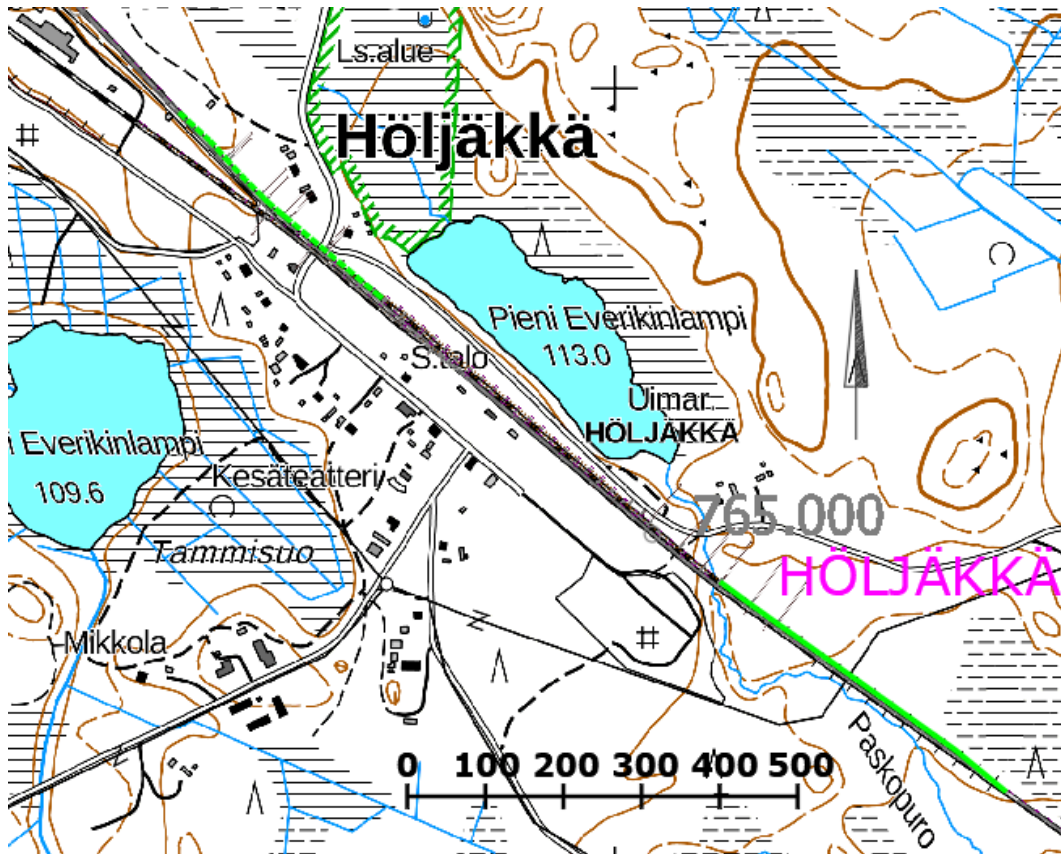 Ls.alue
Höljäkkä
Pieni Everikinlampi
113.0
S.talo
Uimar.
HÖLJÄKKÄ
i Everikinlampi
109.6
Kesäteatteri
765.000
Tammisuo
HÖLJÄKKÄ
Mikkola
Paskopuro
0 100 200 300 400 500